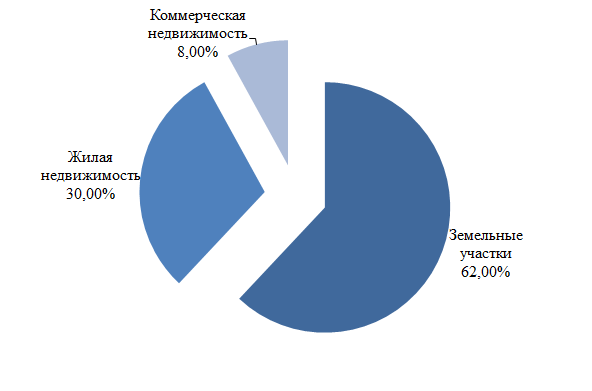 Коммерческая
недвижимость
8,00%
Жилая
недвижимость
30,00%
Земельные
участки
62,00%